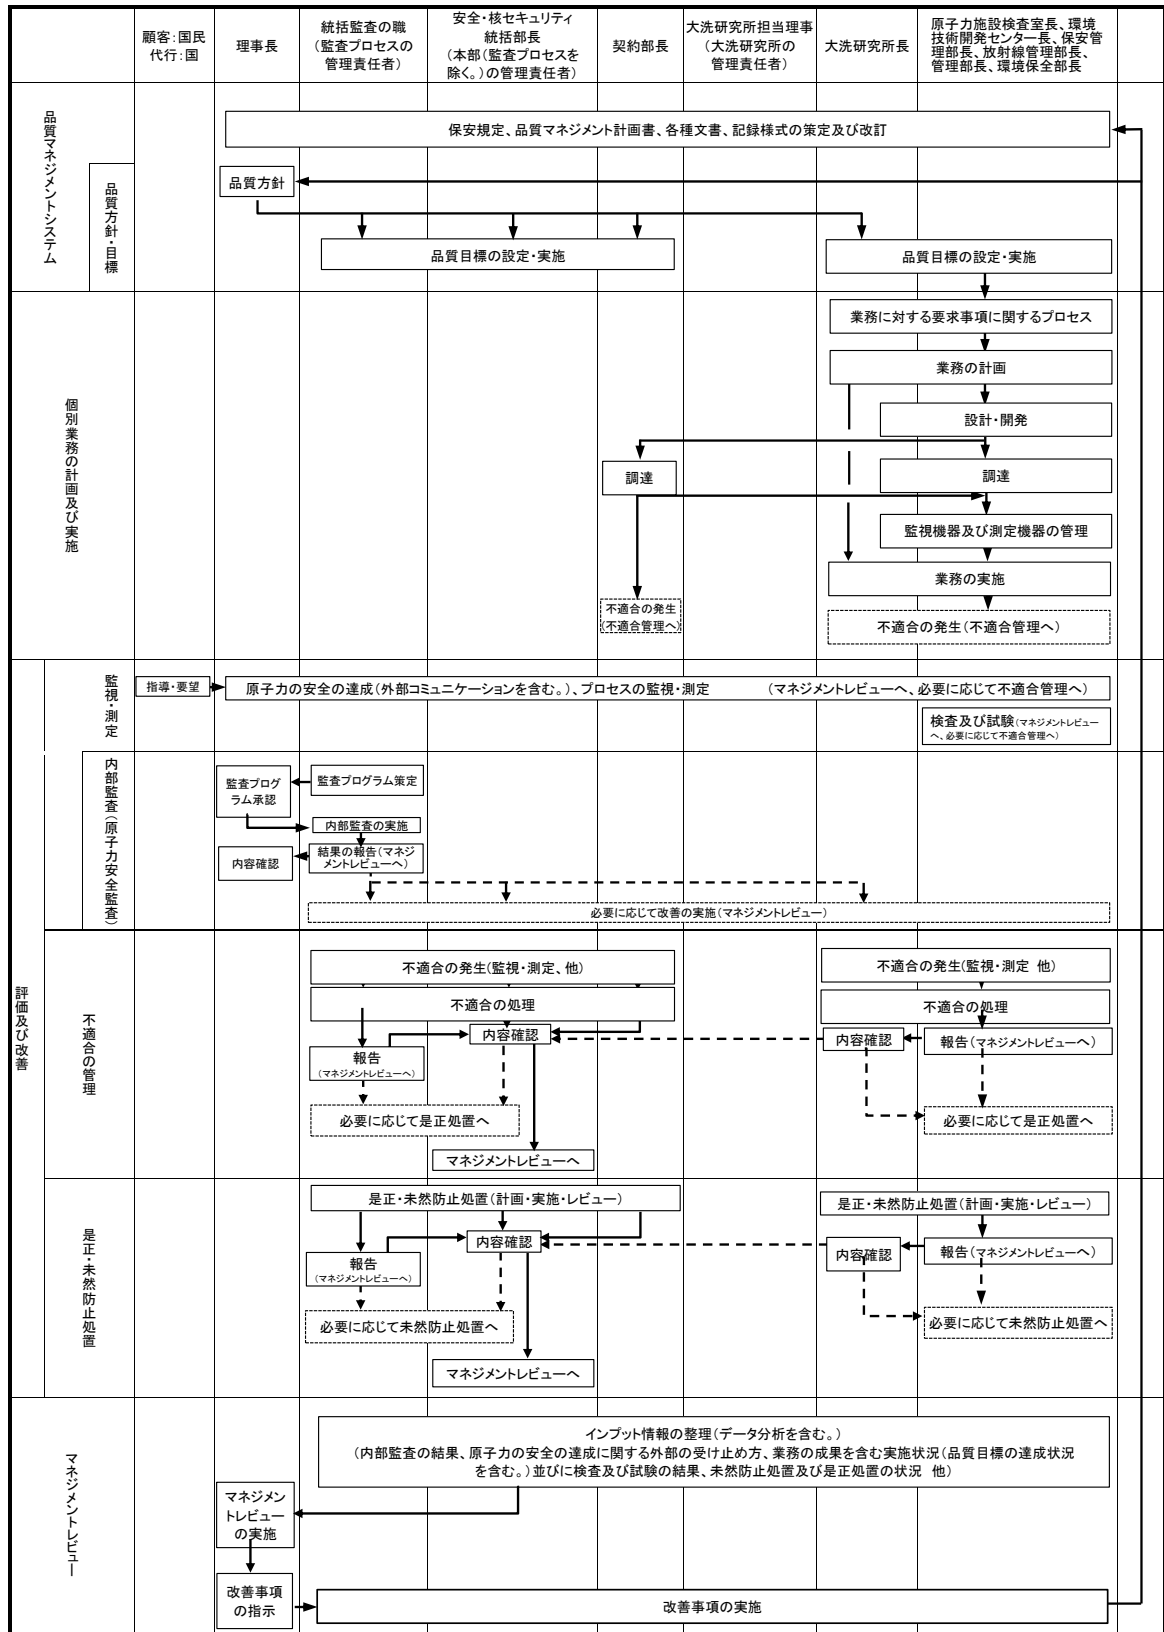 顧客:国民
代行:国
理事長
統括監査の職
(監査プロセスの
管理責任者)
安全・核セキュリティ
統括部長
(本部(監査プロセスを
除く。)の管理責任者)
契約部長
大洗研究所担当理事
(大洗研究所の
管理責任者)
大洗研究所長
原子力施設検査室長、環境
技術開発センター長、保安管
理部長、放射線管理部長、
管理部長、環境保全部長
品質マネジメントシステム
保安規定、品質マネジメント計画書、各種文書、記録様式の策定及び改訂
品質方針・目標
品質方針
品質目標の設定・実施
品質目標の設定・実施
個別業務の計画及び実施
業務に対する要求事項に関するプロセス
業務の計画
設計・開発
調達
調達
監視機器及び測定機器の管理
業務の実施
不適合の発生
(不適合管理へ)
不適合の発生(不適合管理へ)
評価及び改善
監視・測定
指導・要望
原子力の安全の達成(外部コミュニケーションを含む。)、プロセスの監視・測定 (マネジメントレビューへ、必要に応じて不適合管理へ)
検査及び試験(マネジメントレビュー
へ、必要に応じて不適合管理へ)
内部監査(原子力安全監査)
監査プログ
ラム承認
監査プログラム策定
内部監査の実施
内容確認
結果の報告(マネジ
メントレビューへ)
必要に応じて改善の実施(マネジメントレビュー)
不適合の管理
不適合の発生(監視・測定、他)
不適合の発生(監視・測定 他)
不適合の処理
不適合の処理
内容確認
内容確認
報告(マネジメントレビューへ)
報告
(マネジメントレビューへ)
必要に応じて是正処置へ
必要に応じて是正処置へ
マネジメントレビューへ
是正・未然防止処置
是正・未然防止処置(計画・実施・レビュー)
是正・未然防止処置(計画・実施・レビュー)
内容確認
内容確認
報告(マネジメントレビューへ)
報告
(マネジメントレビューへ)
必要に応じて未然防止処置へ
必要に応じて未然防止処置へ
マネジメントレビューへ
マネジメントレビュー
インプット情報の整理(データ分析を含む。)
(内部監査の結果、原子力の安全の達成に関する外部の受け止め方、業務の成果を含む実施状況(品質目標の達成状況
を含む。)並びに検査及び試験の結果、未然防止処置及び是正処置の状況 他)
マネジメン
トレビュー
の実施
改善事項
の指示
改善事項の実施